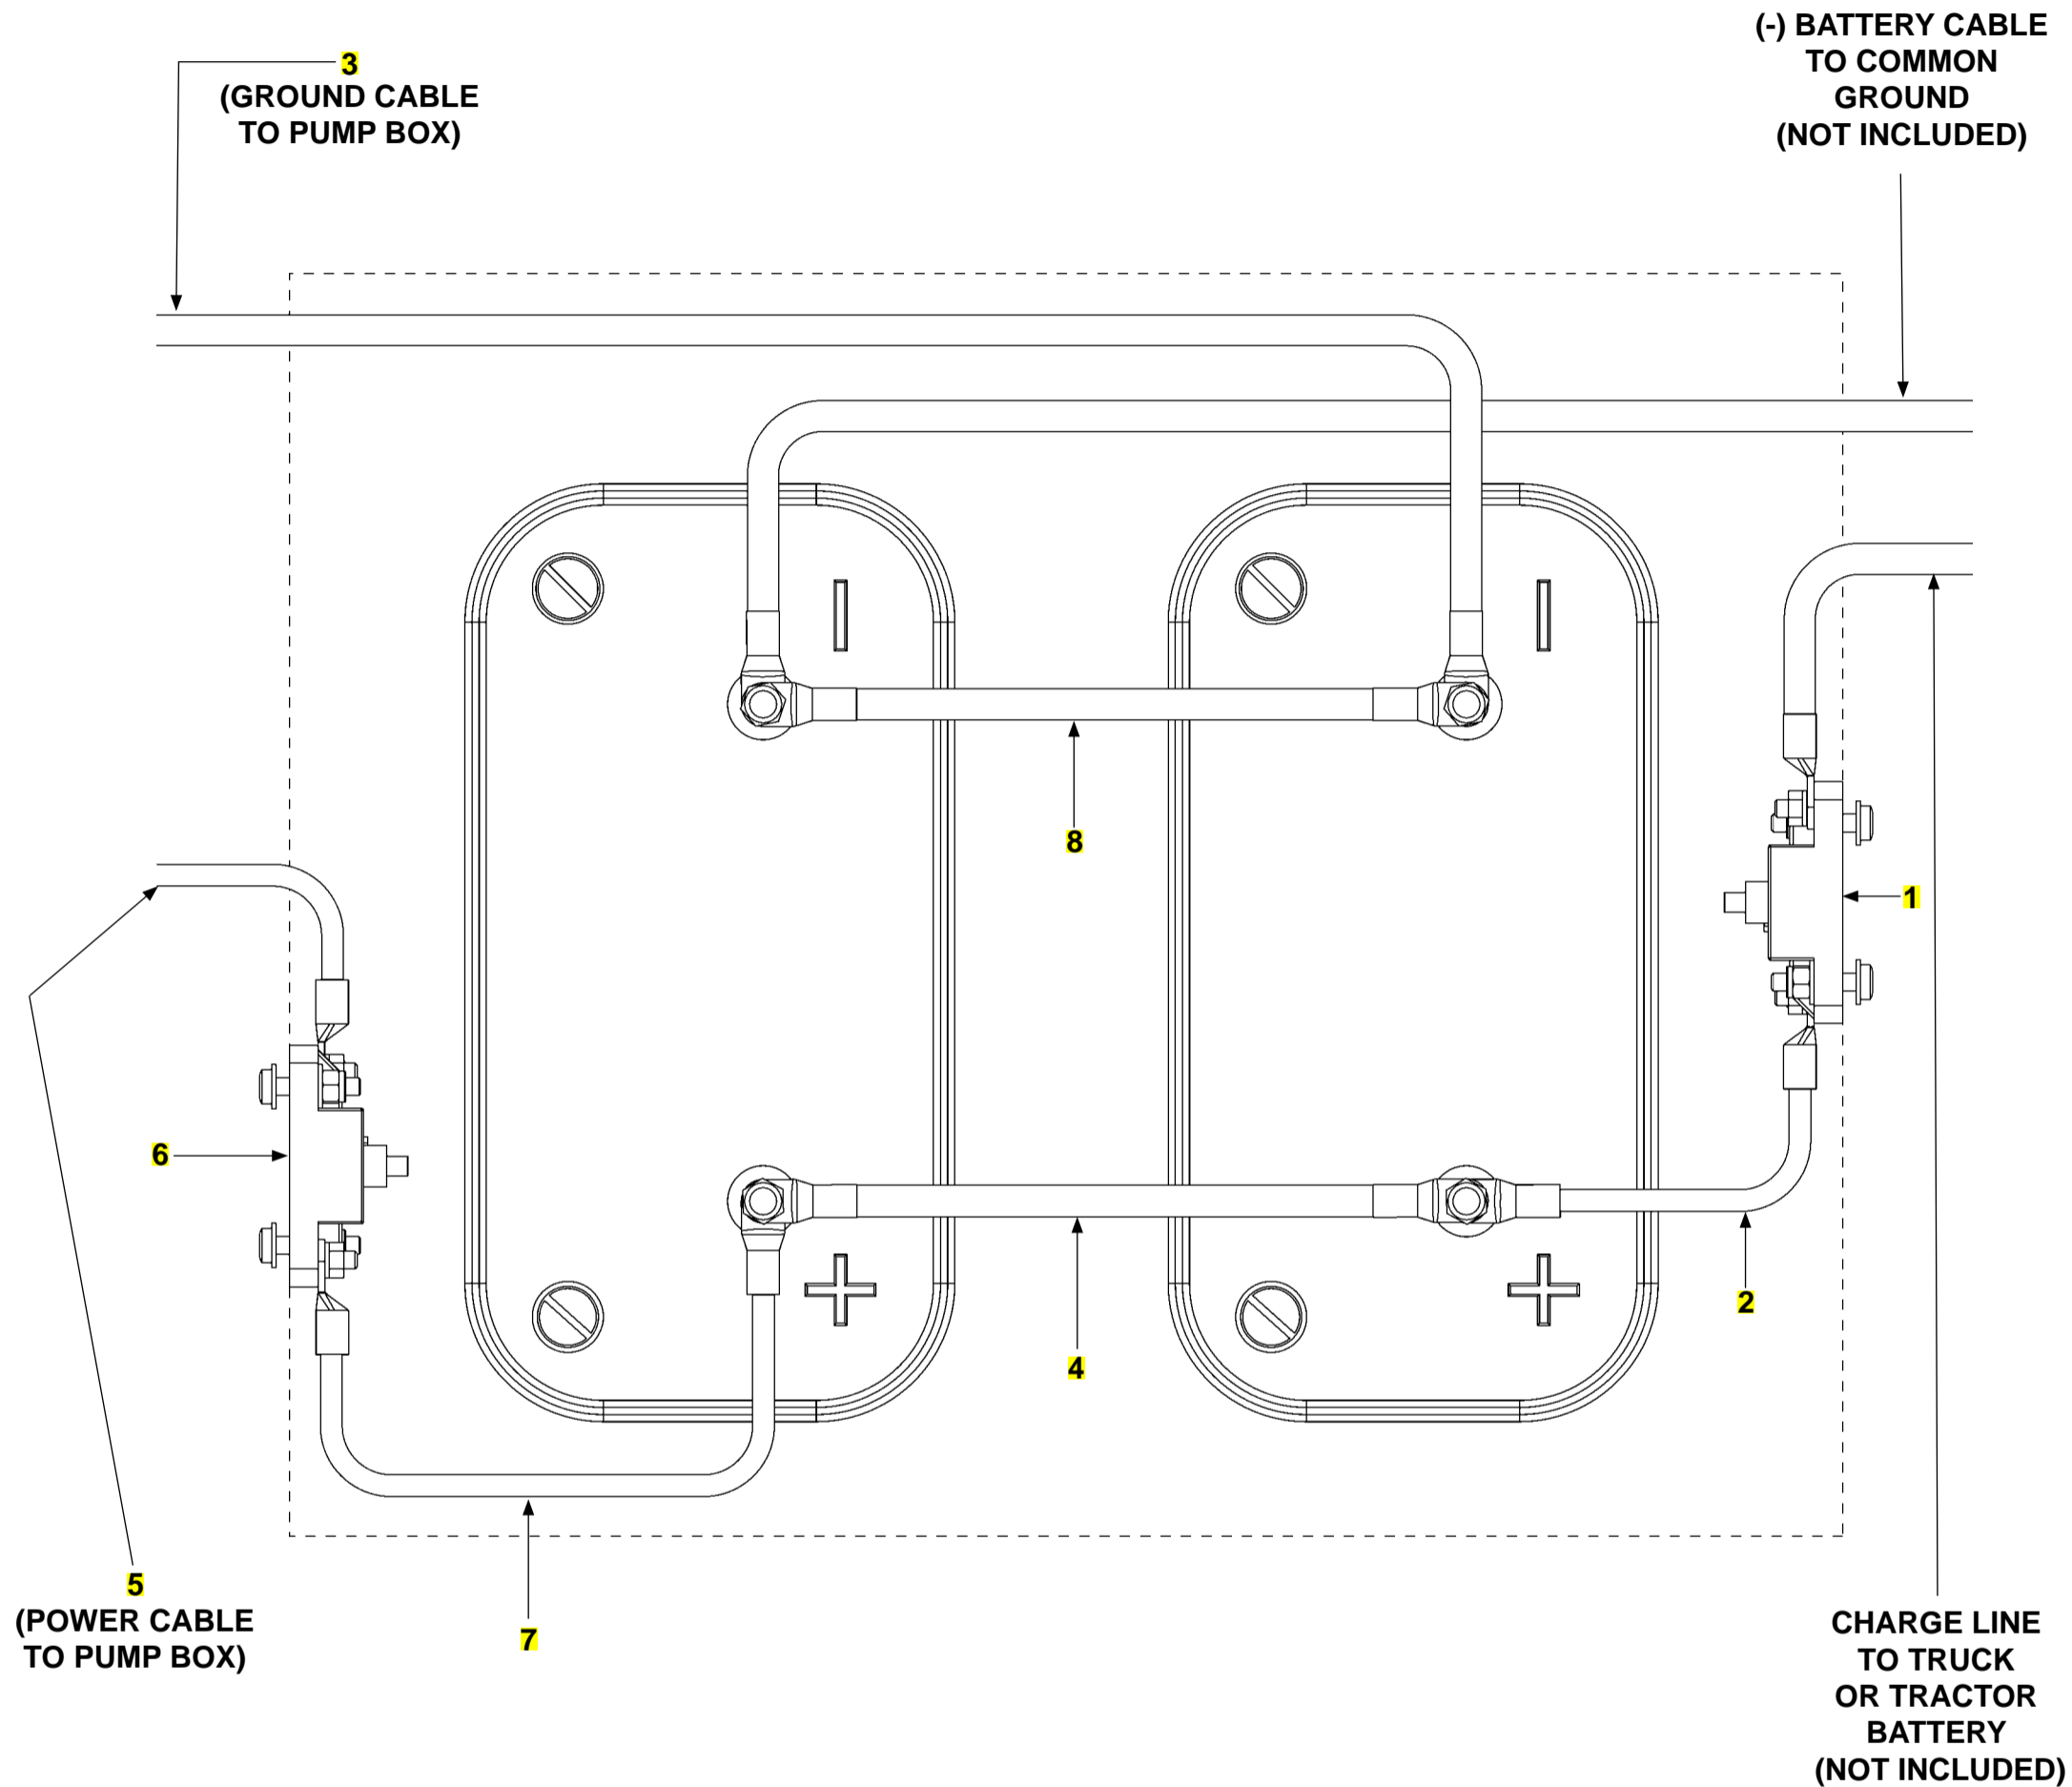 3
(GROUND CABLE
TO PUMP BOX)
(-) BATTERY CABLE
TO COMMON
GROUND
(NOT INCLUDED)
8
1
6
2
4
5
(POWER CABLE
TO PUMP BOX)
7
CHARGE LINE
TO TRUCK
OR TRACTOR
BATTERY
(NOT INCLUDED)